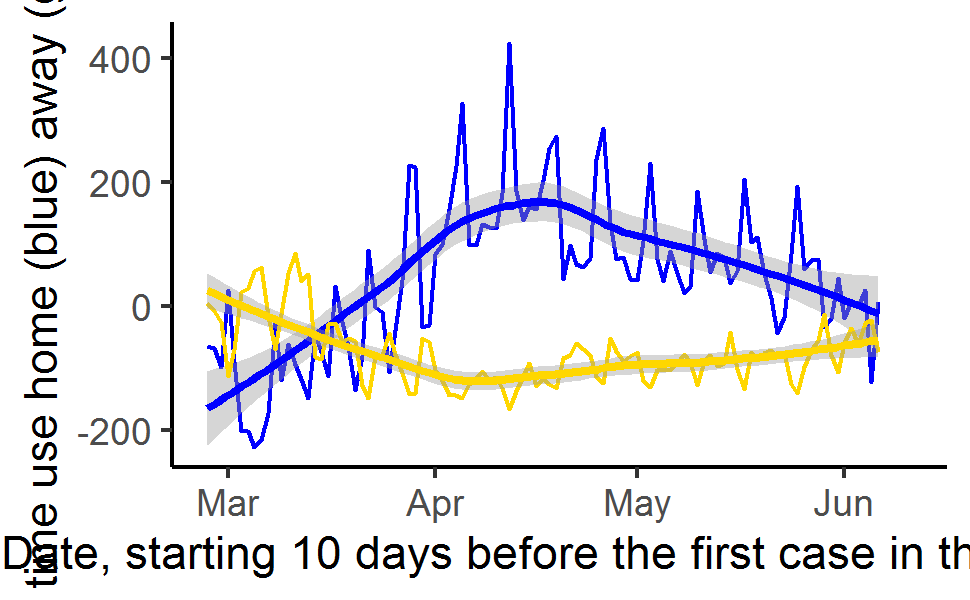 time use home (blue) away (
400
200
0
-200
Mar Apr May Jun
Date, starting 10 days before the first case in th